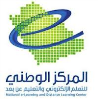 المركز الوطني
للتعلم الإلكتروني والتعليم عن بعد
National e-Learning and Distance Learning Center